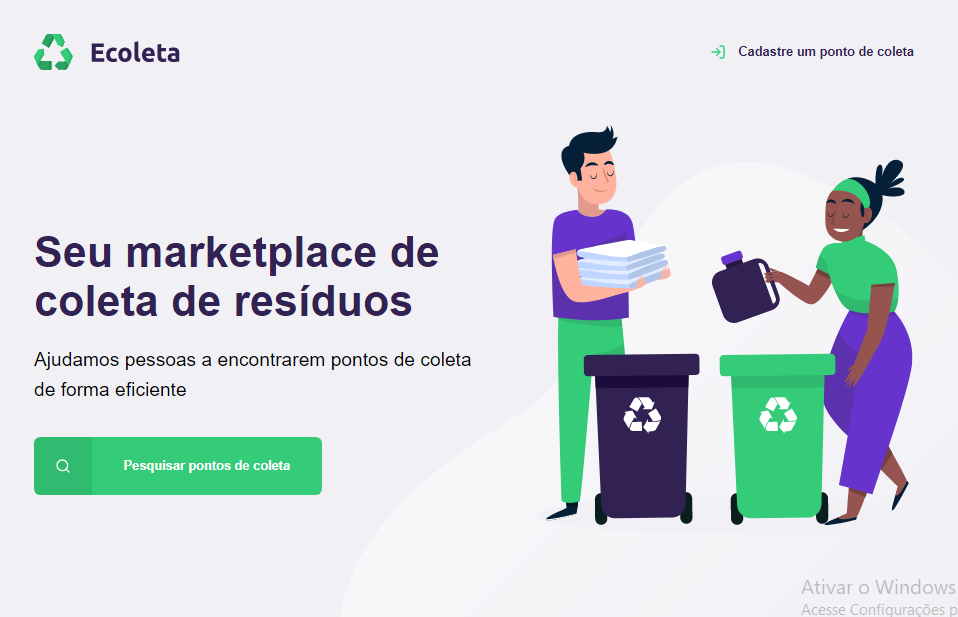 Ecoleta
Cadastre um ponto de coleta
Seu marketplace de
coleta de resíduos
Ajudamos pessoas a encontrarem pontos de coleta
de forma eficiente
Pesquisar pontos de coleta
Ativar o Windows
Acesse Configurações p